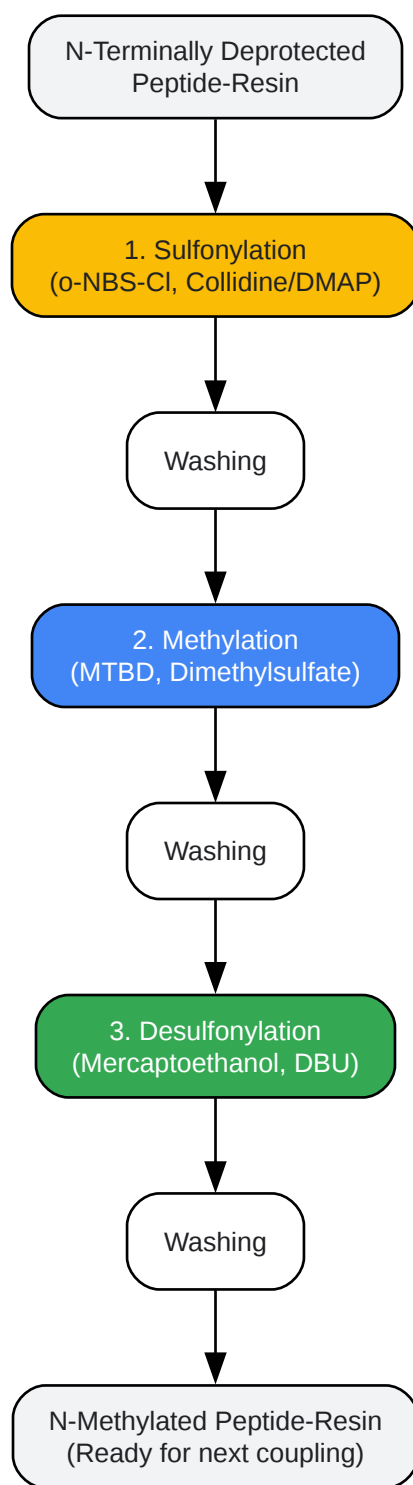 N-Terminally Deprotected
Peptide-Resin
1. Sulfonylation
(o-NBS-Cl, Collidine/DMAP)
Washing
2. Methylation
(MTBD, Dimethylsulfate)
Washing
3. Desulfonylation
(Mercaptoethanol, DBU)
Washing
N-Methylated Peptide-Resin
(Ready for next coupling)